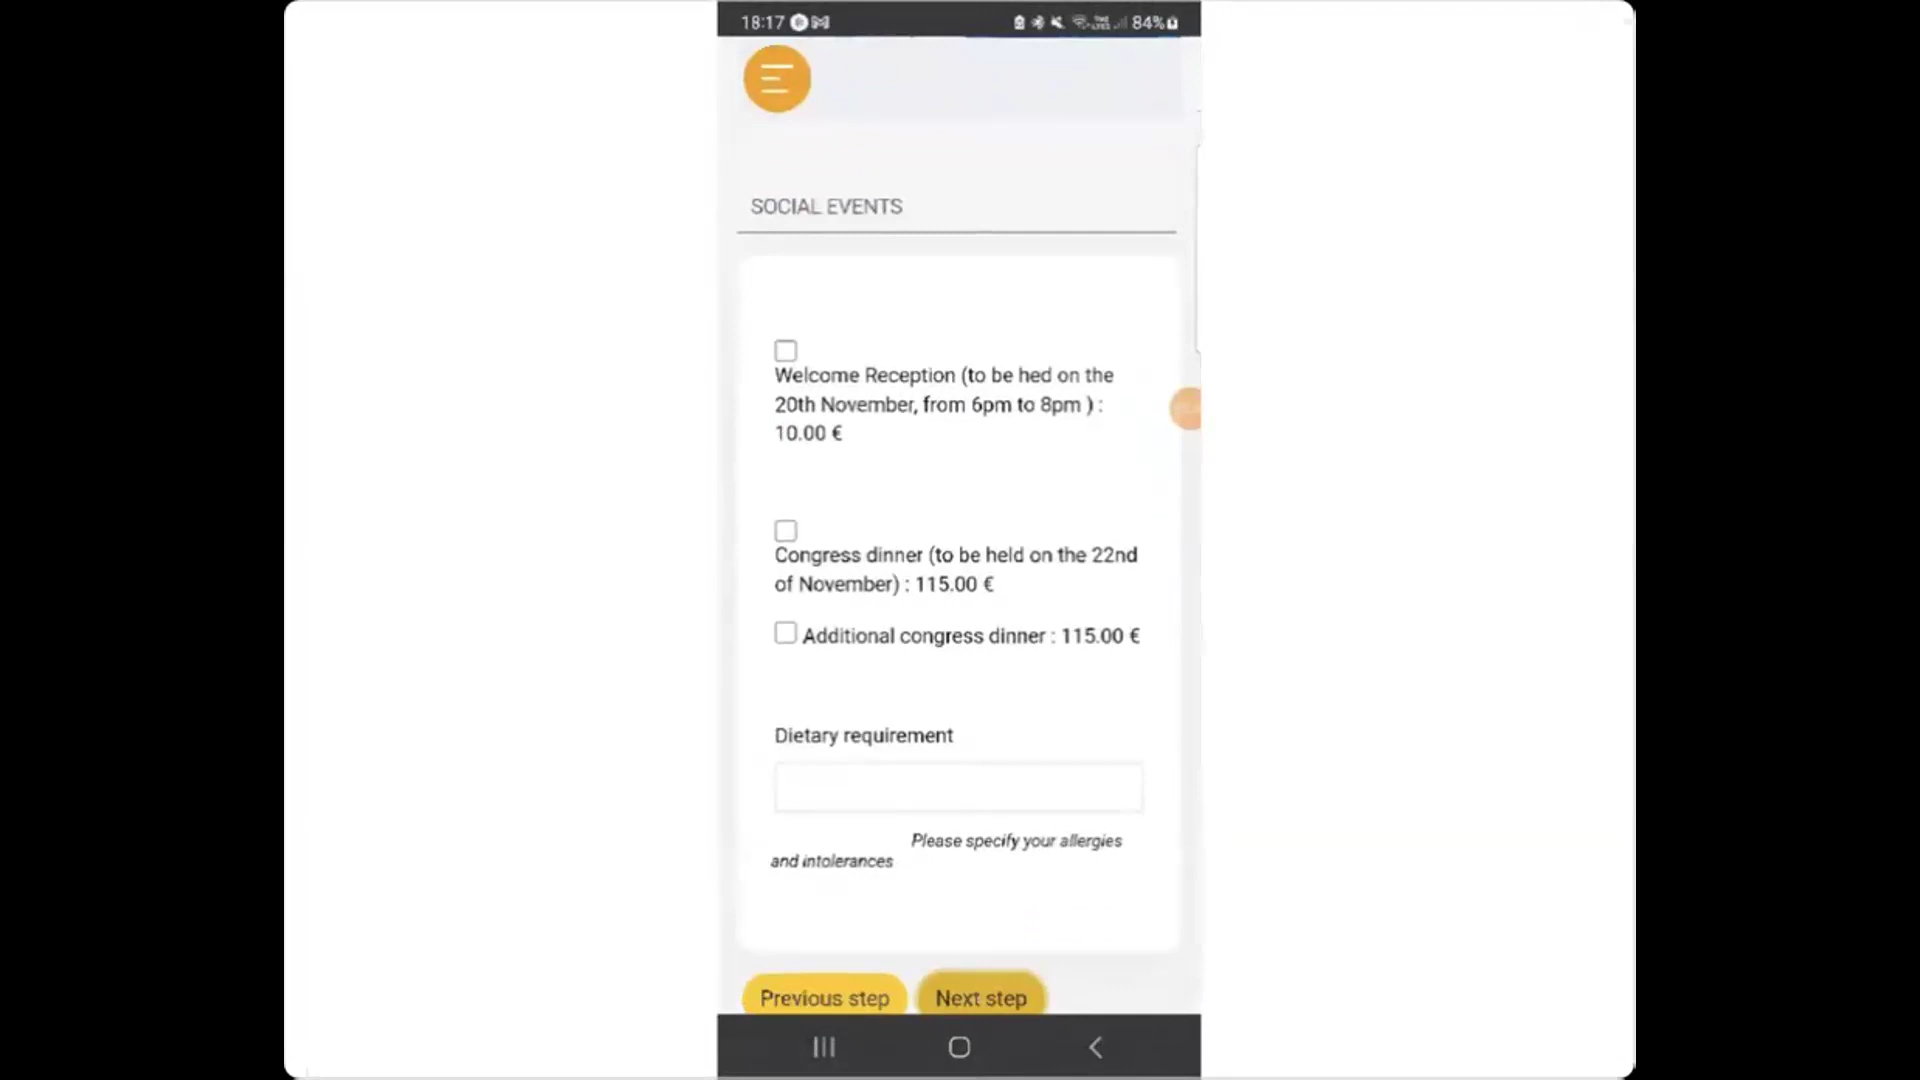 18:17 84%
SOCIAL EVENTS
Welcome Reception (to be hed on the
20th November, from 6pm to 8pm ) :
10.00 €
Congress dinner (to be held on the 22nd
of November) : 115.00 €
Additional congress dinner : 115.00 €
Dietary requirement
Please specify your allergies
and intolerances
Previous step Next step